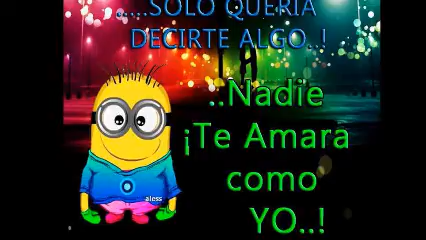 .....SOLO QUERIA
DECIRTE ALGO..!
..Nadie
¡Te Amara
como
YO..!
aless